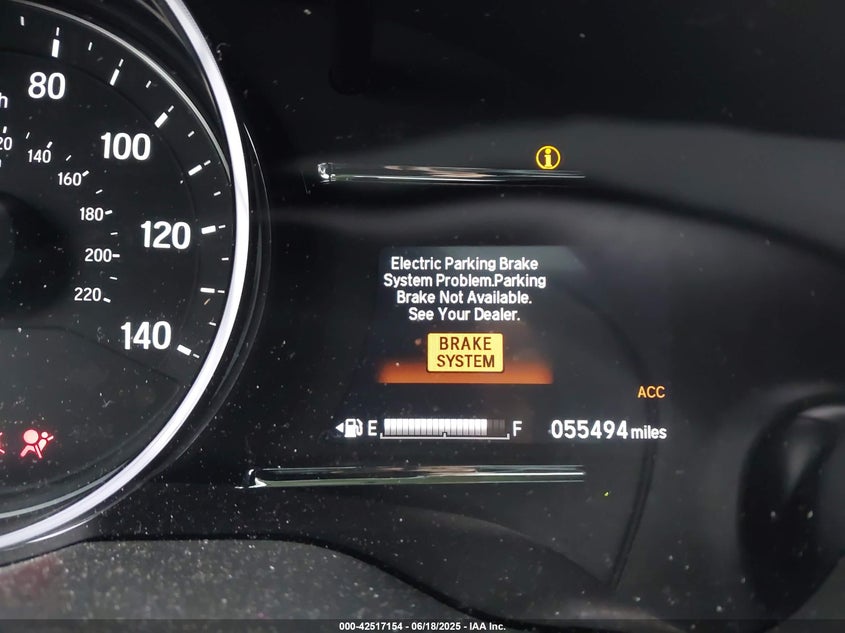 80
100
120
140
140
160
180
200
220
Electric Parking Brake
System Problem.Parking
Brake Not Available.
See Your Dealer.
BRAKE
SYSTEM
ACC
E F 055494 miles
000-42517154 - 06/18/2025 - IAA Inc.